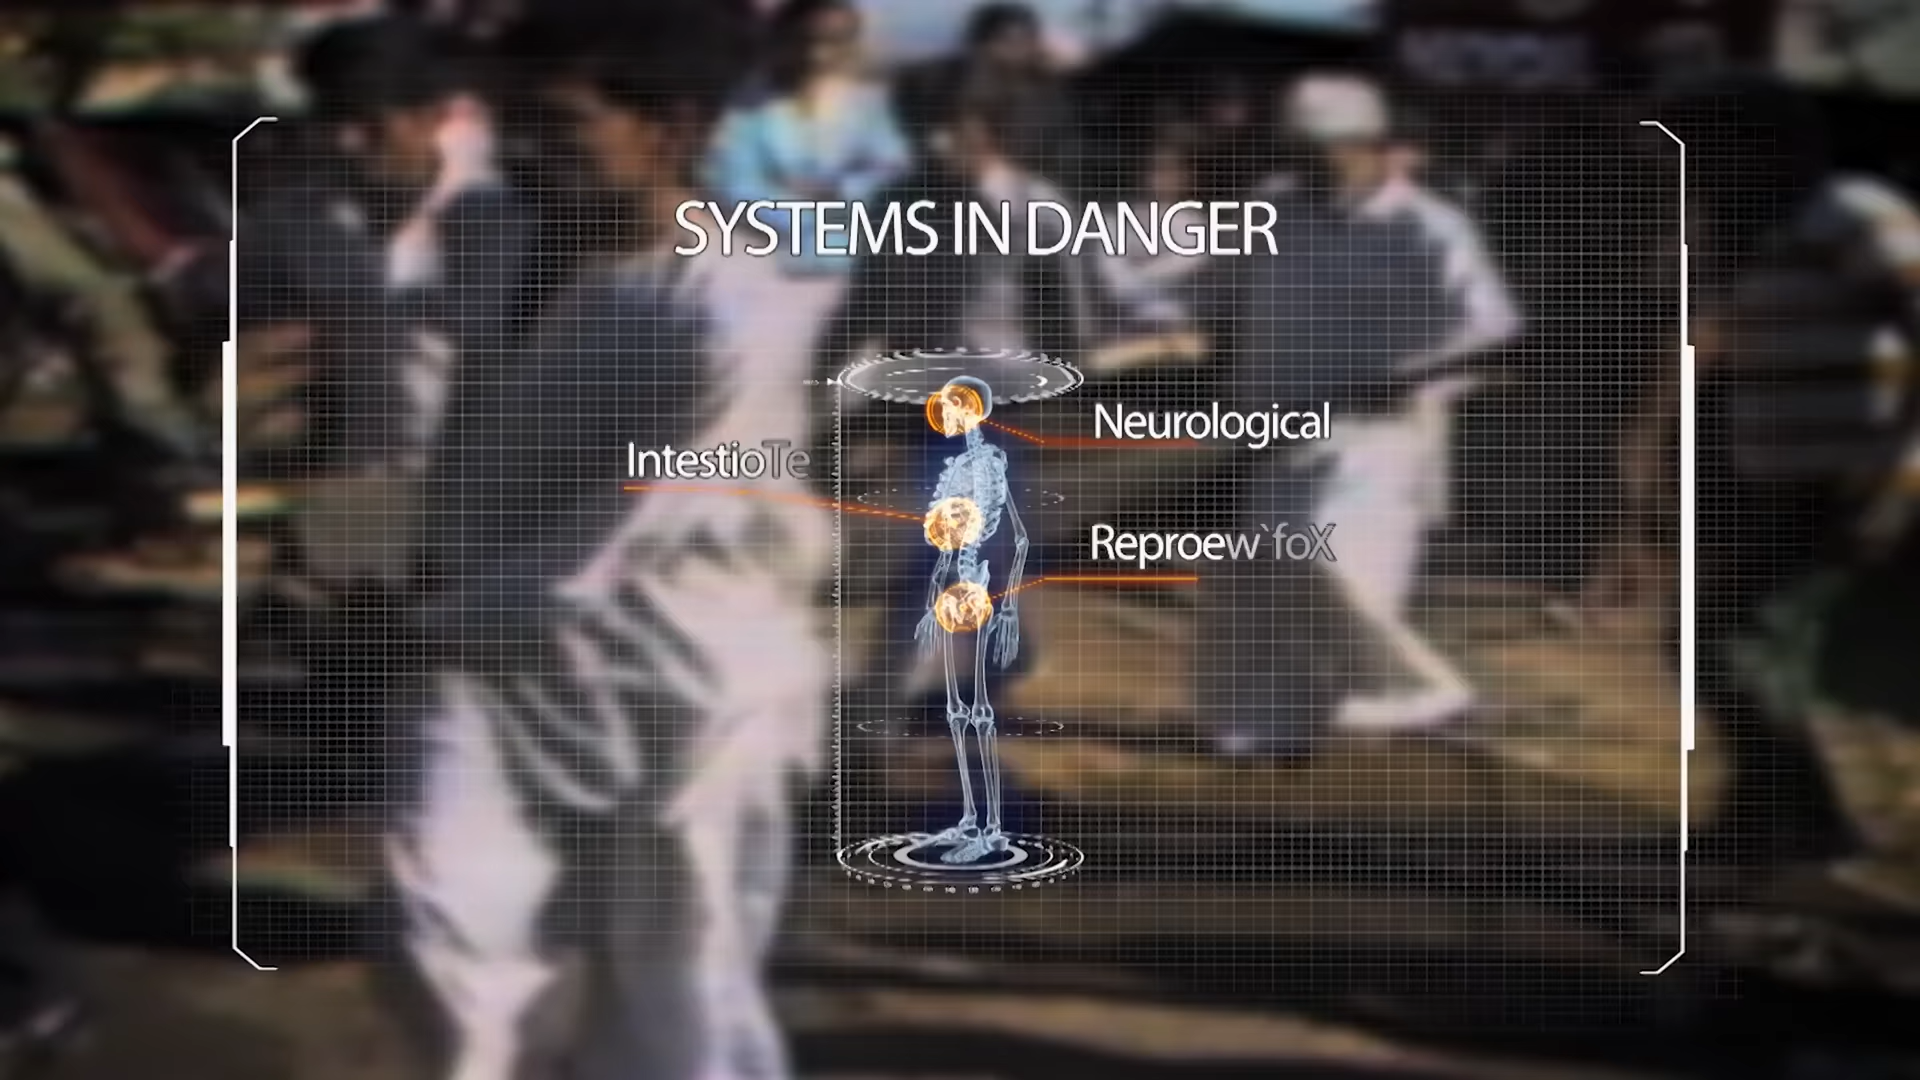 SYSTEMS IN DANGER
Neurological
IntestioTe
Reproew`foX